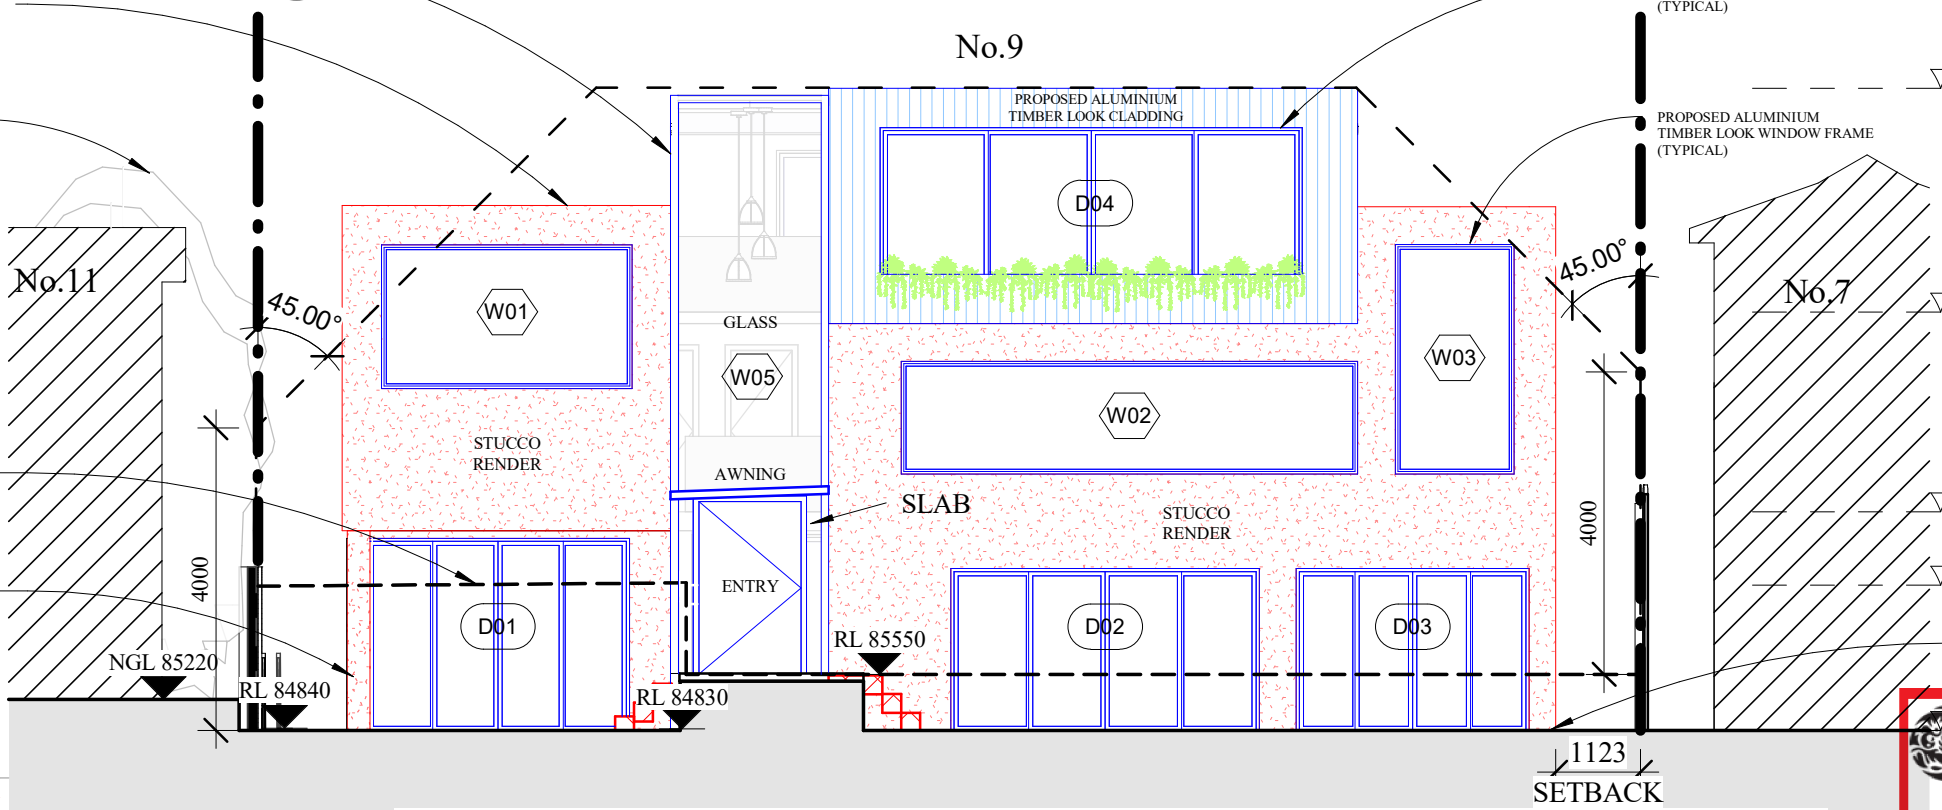 (TYPICAL)
No.9
PROPOSED ALUMINIUM
TIMBER LOOK CLADDING
PROPOSED ALUMINIUM
TIMBER LOOK WINDOW FRAME
(TYPICAL)
D04
No.11
45.00°
W01
45.00°
No.7
GLASS
W05
W03
W02
STUCCO
RENDER
AWNING
SLAB
STUCCO
RENDER
4000
4000
ENTRY
D01
D02
D03
RL 85550
NGL 85220
RL 84840
RL 84830
1123
SETBACK